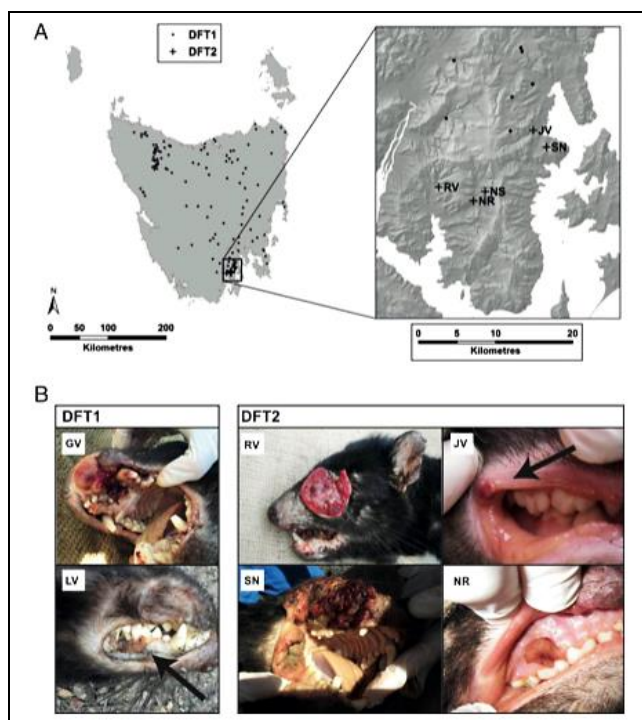 A
DFT1
DFT2
JV
SN
RV
NS
NR
N
0 50 100 200
Kilometres
0 5 10 20
Kilometres
B
DFT1
DFT2
GV
RV
JV
LV
SN
NR